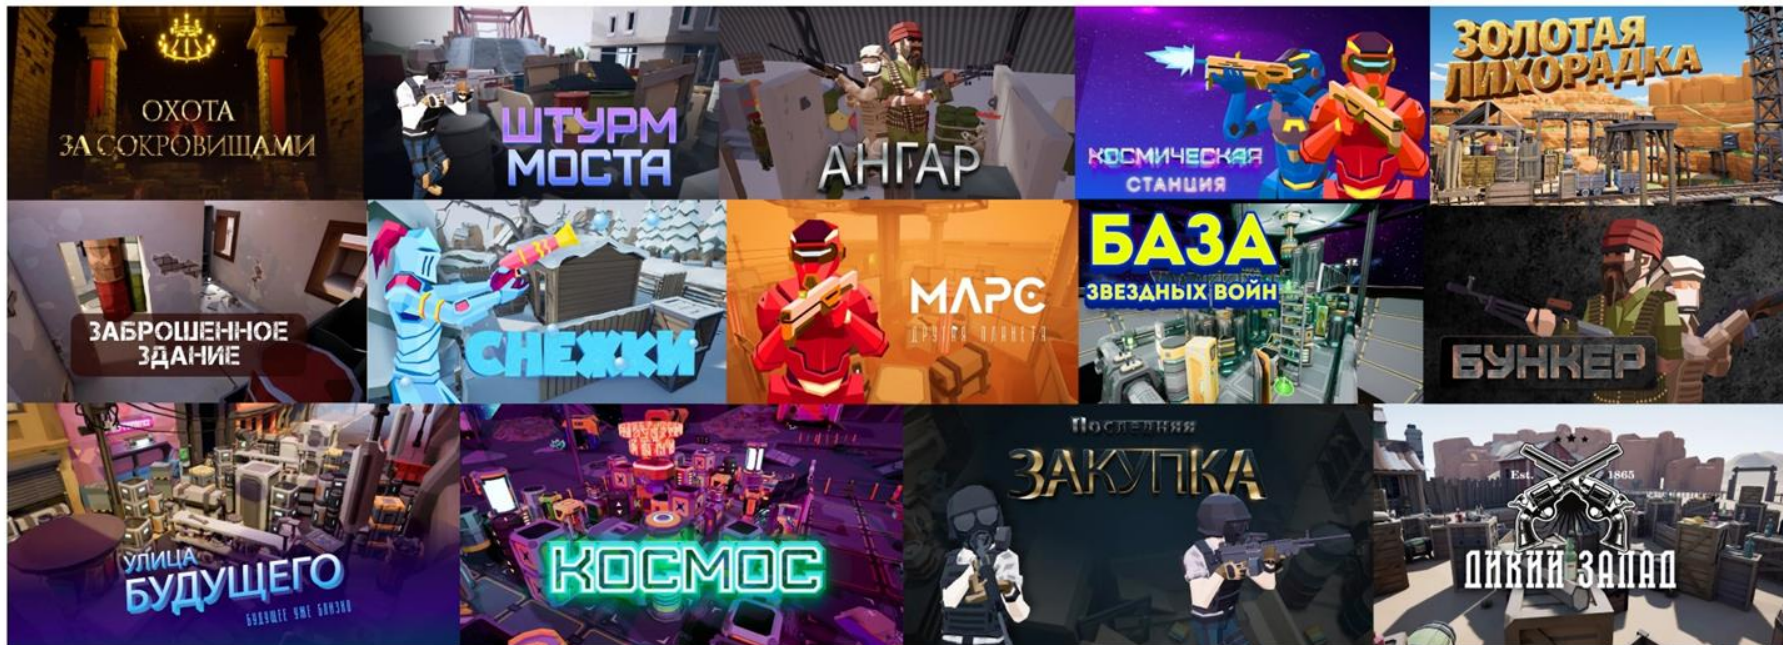 ОХОТА
ЗА СОКРОВИЩАМИ
ШТУРМ
МОСТА
АНГАР
КОСМИЧЕСКАЯ
СТАНЦИЯ
ЗОЛОТАЯ
ЛИХОРАДКА
ЗАБРОШЕННОЕ
ЗДАНИЕ
СНЕЖКИ
МАРС
ДРУГАЯ ПЛАНЕТА
БАЗА
ЗВЕЗДНЫХ ВОЙН
БУНКЕР
УЛИЦА
БУДУЩЕГО
БУДУЩЕЕ УЖЕ БЛИЗКО
КОСМОС
Последняя
ЗАКУПКА
Est. 1865
ДИКИЙ ЗАПАД